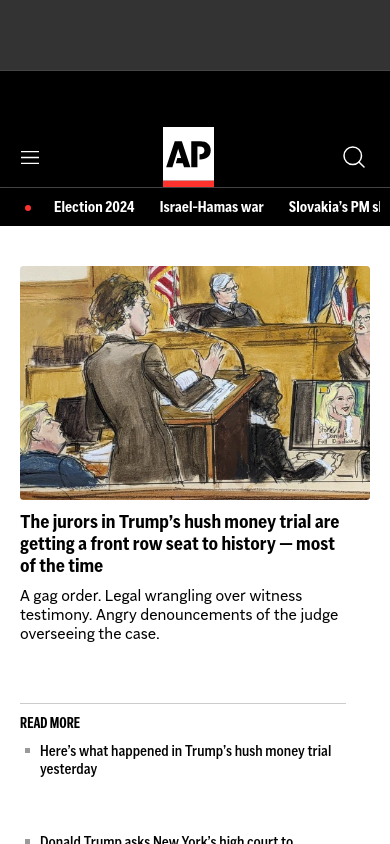 AP
Election 2024 Israel-Hamas war Slovakia’s PM
The jurors in Trump’s hush money trial are
getting a front row seat to history — most
of the time
A gag order. Legal wrangling over witness
testimony. Angry denouncements of the judge
overseeing the case.
READ MORE
Here’s what happened in Trump’s hush money trial
yesterday
Donald Trump asks New York’s high court to